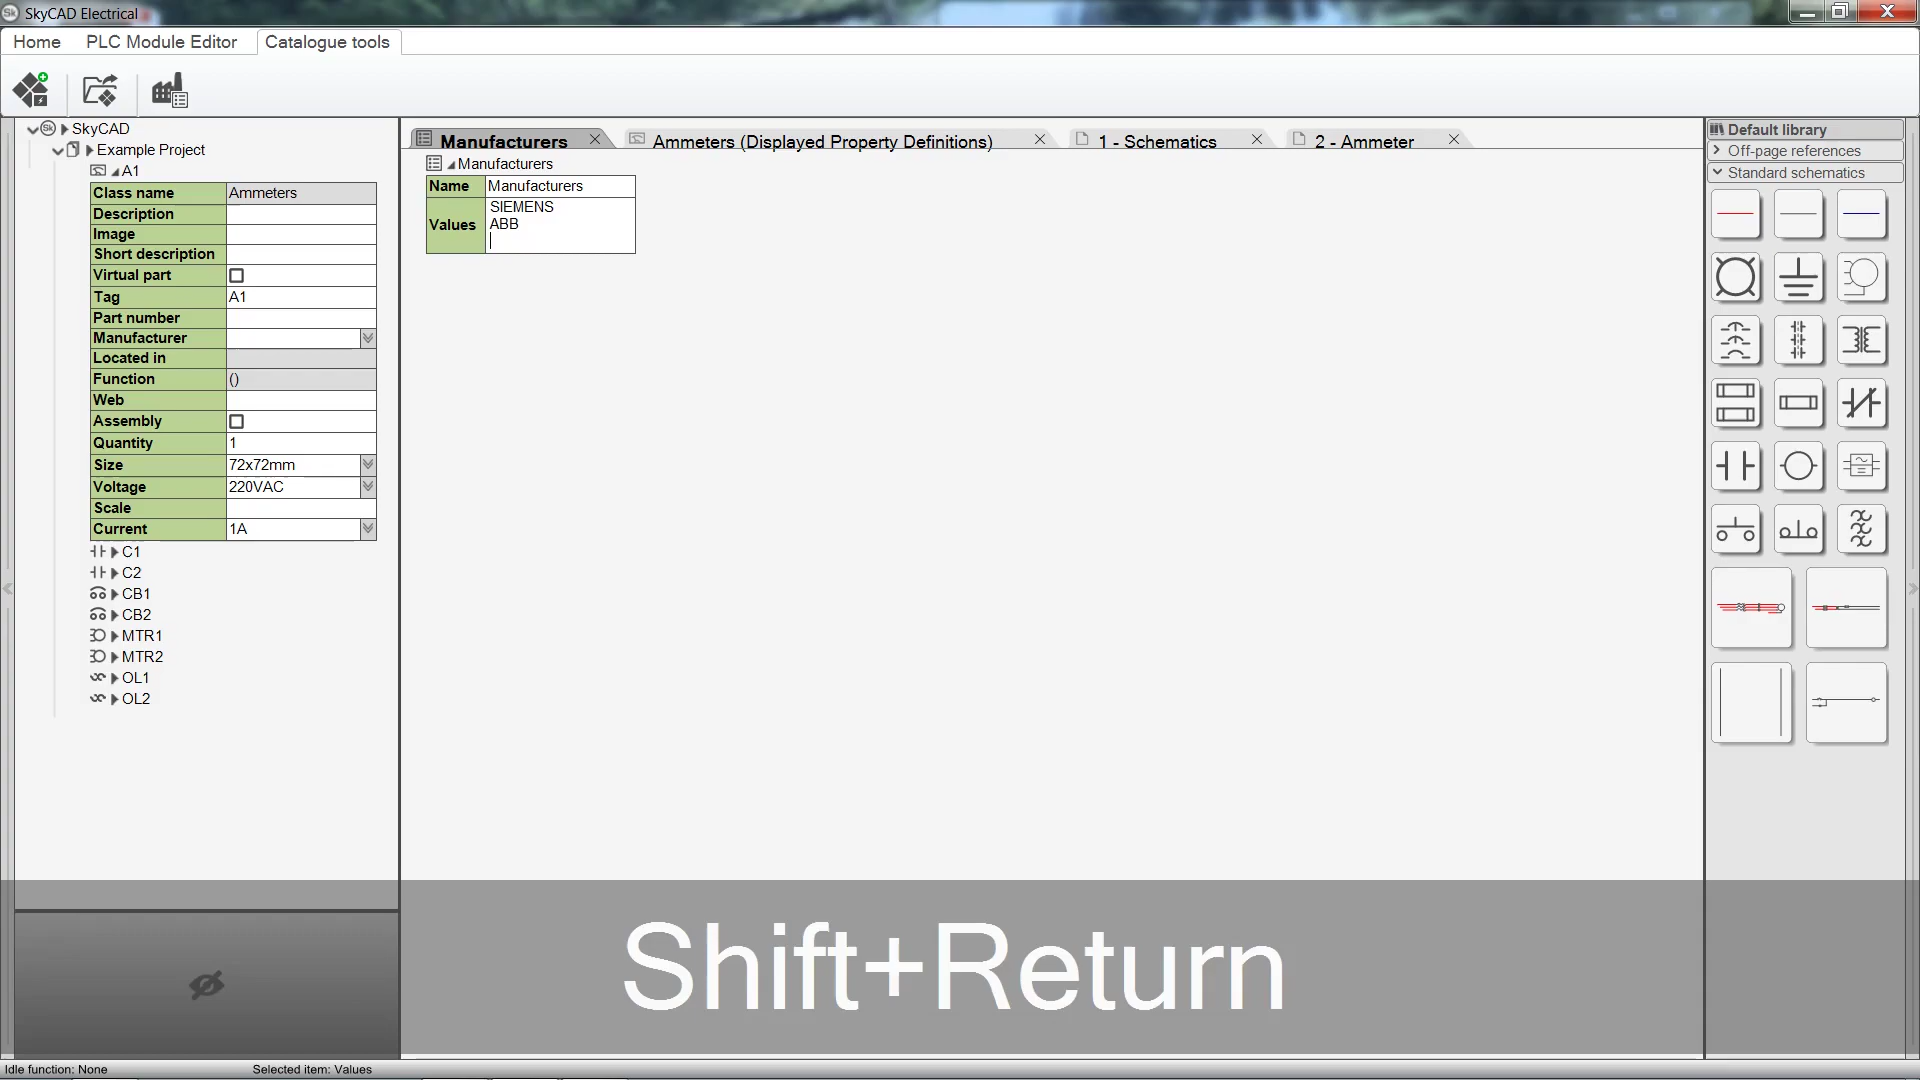 SkyCAD Electrical
Home PLC Module Editor Catalogue tools
SkyCAD
Example Project
A1
Class name Ammeters
Description
Image
Short description
Virtual part
Tag A1
Part number
Manufacturer
Located in
Function ()
Web
Assembly
Quantity 1
Size 72x72mm
Voltage 220VAC
Scale
Current 1A
C1
C2
CB1
CB2
MTR1
MTR2
OL1
OL2
Manufacturers Ammeters (Displayed Property Definitions) 1 - Schematics 2 - Ammeter
Manufacturers
Name Manufacturers
Values SIEMENS
ABB
Default library
Off-page references
Standard schematics
Shift+Return
Idle function: None Selected item: Values